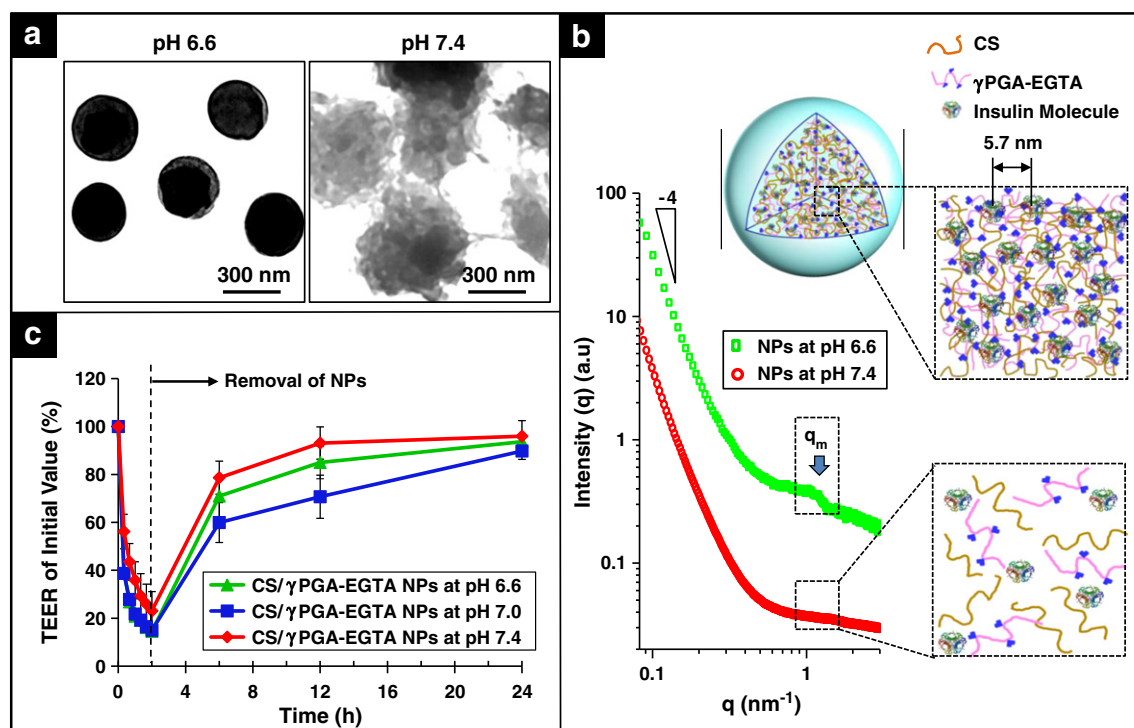 a
pH 6.6
pH 7.4
300 nm
300 nm
b
CS
γPGA-EGTA
Insulin Molecule
5.7 nm
-4
100
10
1
0.1
Intensity (q) (a.u)
NPs at pH 6.6
NPs at pH 7.4
qm
0.1
1
q (nm-1)
c
Removal of NPs
120
100
80
60
40
20
0
TEER of Initial Value (%)
CS/γPGA-EGTA NPs at pH 6.6
CS/γPGA-EGTA NPs at pH 7.0
CS/γPGA-EGTA NPs at pH 7.4
0 4 8 12 16 20 24
Time (h)